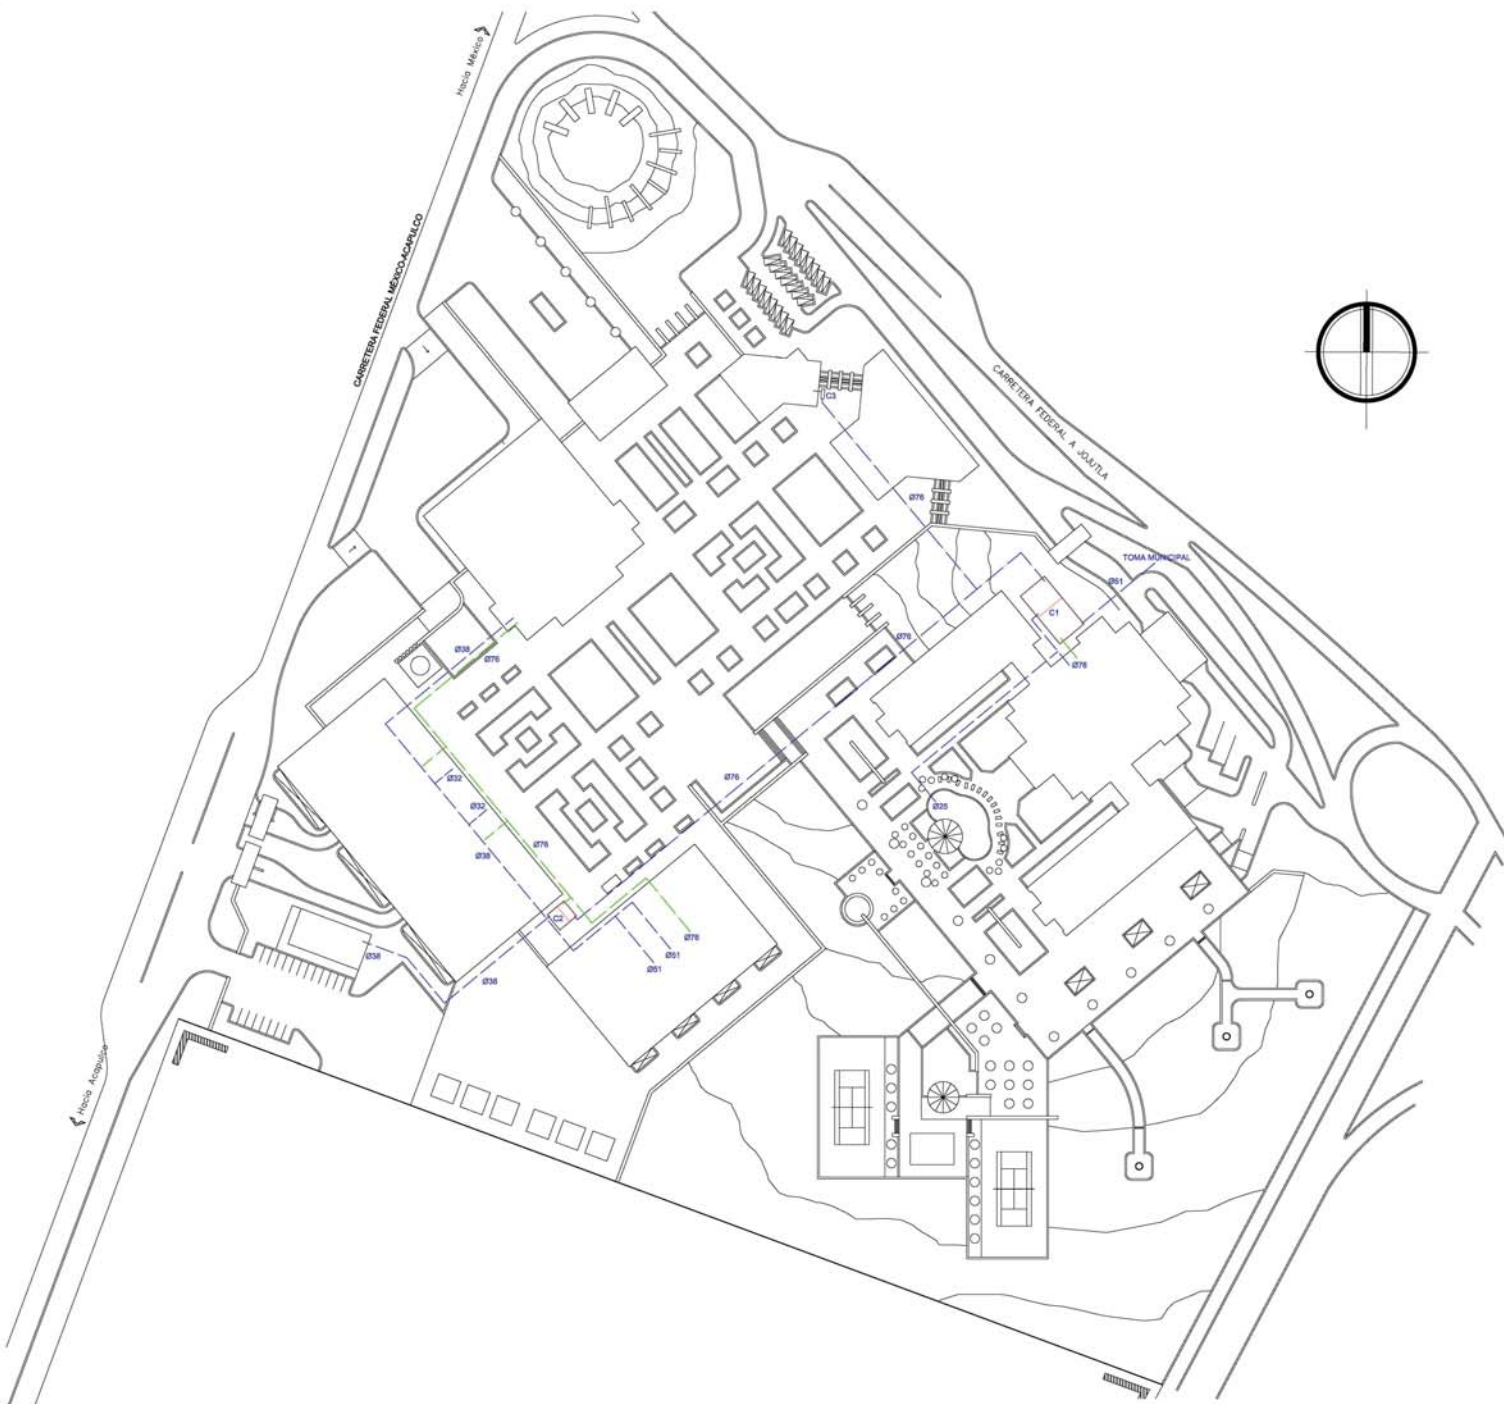 Hacia México
CARRETERA FEDERAL MÉXICO-ACAPULCO
CARRETERA FEDERAL A JOJUTLA
C3
Ø76
TOMA MUNICIPAL
Ø51
C1
Ø76
Ø76
Ø38
Ø76
Ø76
Ø32
Ø25
Ø32
Ø76
Ø38
C2
Ø76
Ø51
Ø51
Ø38
Ø38
Hacia Acapulco